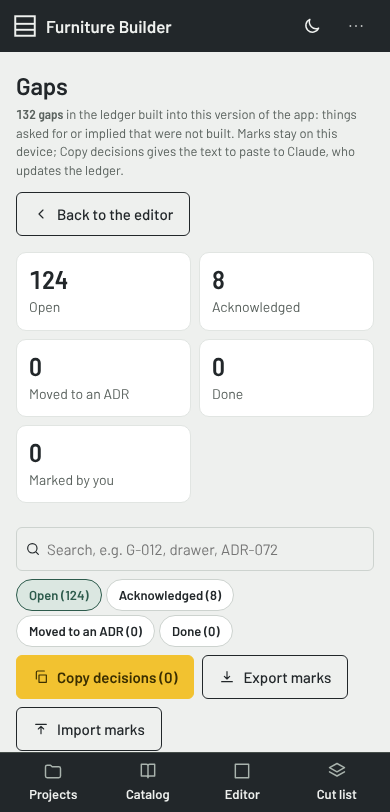 Furniture Builder
Gaps
132 gaps in the ledger built into this version of the app: things
asked for or implied that were not built. Marks stay on this
device; Copy decisions gives the text to paste to Claude, who
updates the ledger.
Back to the editor
124
Open
8
Acknowledged
0
Moved to an ADR
0
Done
0
Marked by you
Search, e.g. G-012, drawer, ADR-072
Open (124)
Acknowledged (8)
Moved to an ADR (0)
Done (0)
Copy decisions (0)
Export marks
Import marks
Projects
Catalog
Editor
Cut list